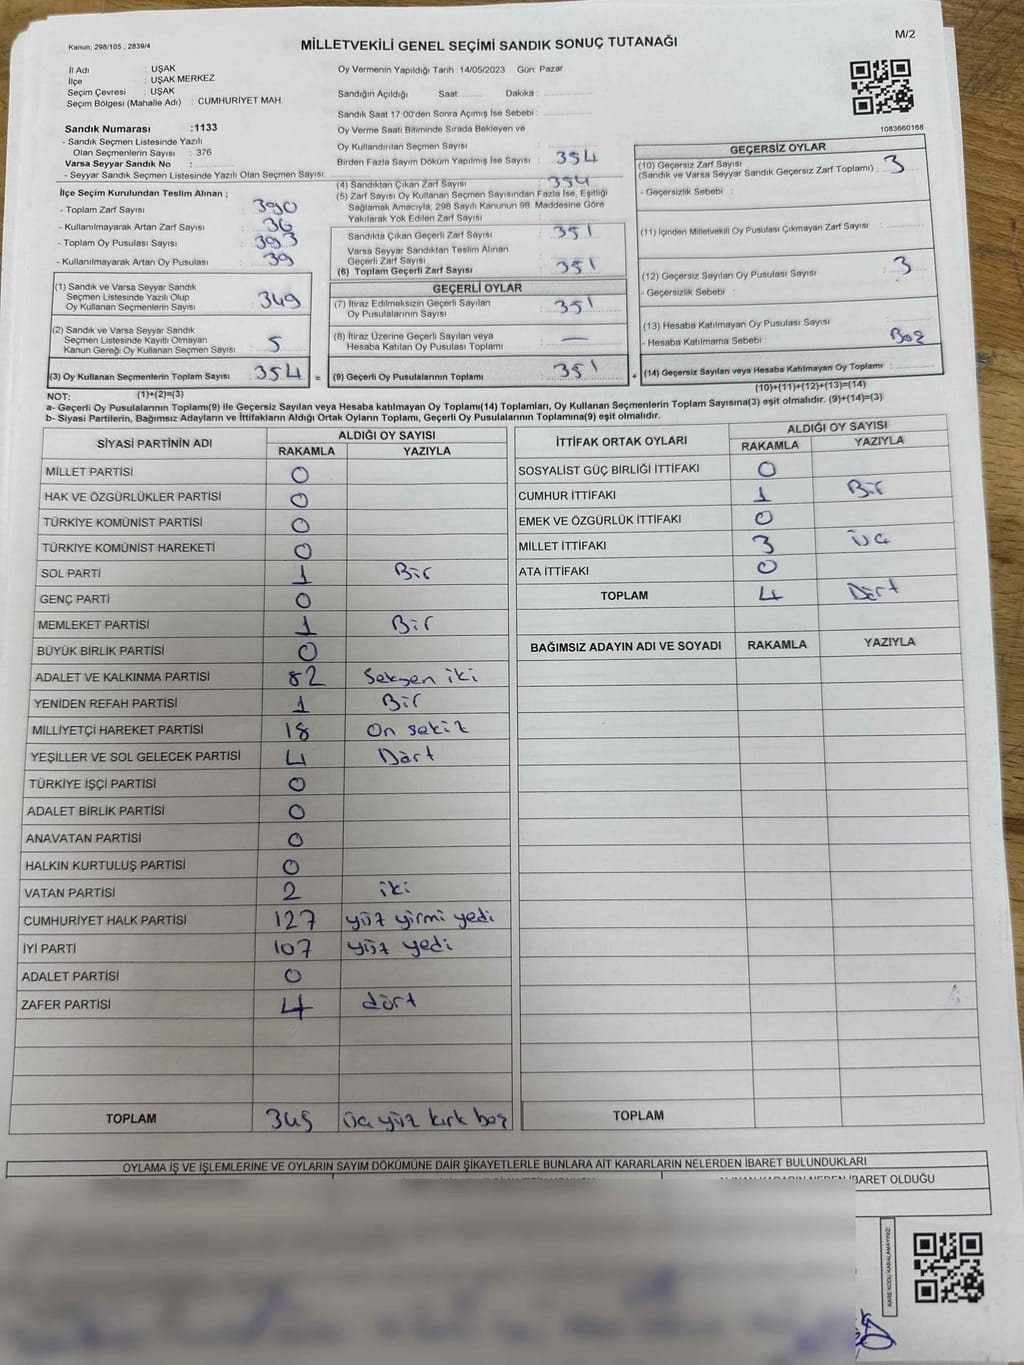 Kanun: 298/105 , 2839/4
MİLLETVEKİLİ GENEL SEÇİMİ SANDIK SONUÇ TUTANAĞI
M/2
İl Adı : UŞAK
İlçe : UŞAK MERKEZ
Seçim Çevresi : UŞAK
Seçim Bölgesi (Mahalle Adı) : CUMHURİYET MAH.
Sandık Numarası :1133
- Sandık Seçmen Listesinde Yazılı
Olan Seçmenlerin Sayısı : 376
Varsa Seyyar Sandık No :
- Seyyar Sandık Seçmen Listesinde Yazılı Olan Seçmen Sayısı:
Oy Vermenin Yapıldığı Tarih :14/05/2023 Gün: Pazar
Sandığın Açıldığı Saat: Dakika :
Sandık Saat 17:00'den Sonra Açımış İse Sebebi :
Oy Verme Saati Bitiminde Sırada Bekleyen ve
Oy Kullandırılan Seçmen Sayısı :
Birden Fazla Sayım Döküm Yapılmış İse Sayısı : 354
1083660168
İlçe Seçim Kurulundan Teslim Alınan ;
- Toplam Zarf Sayısı : 390
- Kullanılmayarak Artan Zarf Sayısı : 36
- Toplam Oy Pusulası Sayısı : 393
- Kullanılmayarak Artan Oy Pusulası : 39
(1) Sandık ve Varsa Seyyar Sandık
Seçmen Listesinde Yazılı Olup
Oy Kullanan Seçmenlerin Sayısı : 349
(2) Sandık ve Varsa Seyyar Sandık
Seçmen Listesinde Kayıtlı Olmayan
Kanun Gereği Oy Kullanan Seçmen Sayısı : 5
(3) Oy Kullanan Seçmenlerin Toplam Sayısı : 354 =
(4) Sandıktan Çıkan Zarf Sayısı : 354
(5) Zarf Sayısı Oy Kullanan Seçmen Sayısından Fazla İse, Eşitliği
Sağlamak Amacıyla; 298 Sayılı Kanunun 98. Maddesine Göre
Yakılarak Yok Edilen Zarf Sayısı :
Sandıkta Çıkan Geçerli Zarf Sayısı : 351
Varsa Seyyar Sandıktan Teslim Alınan
Geçerli Zarf Sayısı :
(6) Toplam Geçerli Zarf Sayısı : 351
GEÇERLİ OYLAR
(7) İtiraz Edilmeksizin Geçerli Sayılan
Oy Pusulalarının Sayısı : 351
(8) İtiraz Üzerine Geçerli Sayılan veya
Hesaba Katılan Oy Pusulası Toplamı : —
(9) Geçerli Oy Pusulalarının Toplamı : 351 +
GEÇERSİZ OYLAR
(10) Geçersiz Zarf Sayısı
(Sandık ve Varsa Seyyar Sandık Geçersiz Zarf Toplamı) : 3
- Geçersizlik Sebebi :
(11) İçinden Milletvekili Oy Pusulası Çıkmayan Zarf Sayısı :
(12) Geçersiz Sayılan Oy Pusulası Sayısı : 3
- Geçersizlik Sebebi :
(13) Hesaba Katılmayan Oy Pusulası Sayısı :
- Hesaba Katılmama Sebebi : Boş
(14) Geçersiz Sayılan veya Hesaba Katılmayan Oy Toplamı :
NOT: (1)+(2)=(3) (10)+(11)+(12)+(13)=(14)
a- Geçerli Oy Pusulalarının Toplamı(9) ile Geçersiz Sayılan veya Hesaba katılmayan Oy Toplamı(14) Toplamları, Oy Kullanan Seçmenlerin Toplam Sayısına(3) eşit olmalıdır. (9)+(14)=(3)
b- Siyasi Partilerin, Bağımsız Adayların ve İttifakların Aldığı Ortak Oyların Toplamı, Geçerli Oy Pusulalarının Toplamına(9) eşit olmalıdır.
SİYASİ PARTİNİN ADI ALDIĞI OY SAYISI
RAKAMLA YAZIYLA
MİLLET PARTİSİ 0
HAK VE ÖZGÜRLÜKLER PARTİSİ 0
TÜRKİYE KOMÜNİST PARTİSİ 0
TÜRKİYE KOMÜNİST HAREKETİ 0
SOL PARTİ 1 Bir
GENÇ PARTİ 0
MEMLEKET PARTİSİ 1 Bir
BÜYÜK BİRLİK PARTİSİ 0
ADALET VE KALKINMA PARTİSİ 82 Seksen iki
YENİDEN REFAH PARTİSİ 1 Bir
MİLLİYETÇİ HAREKET PARTİSİ 18 On sekiz
YEŞİLLER VE SOL GELECEK PARTİSİ 4 Dört
TÜRKİYE İŞÇİ PARTİSİ 0
ADALET BİRLİK PARTİSİ 0
ANAVATAN PARTİSİ 0
HALKIN KURTULUŞ PARTİSİ 0
VATAN PARTİSİ 2 iki
CUMHURİYET HALK PARTİSİ 127 yüz yirmi yedi
İYİ PARTİ 107 yüz yedi
ADALET PARTİSİ 0
ZAFER PARTİSİ 4 dört
TOPLAM 345 üç yüz kırk beş
İTTİFAK ORTAK OYLARI ALDIĞI OY SAYISI
RAKAMLA YAZIYLA
SOSYALİST GÜÇ BİRLİĞİ İTTİFAKI 0
CUMHUR İTTİFAKI 1 Bir
EMEK VE ÖZGÜRLÜK İTTİFAKI 0
MİLLET İTTİFAKI 3 üç
ATA İTTİFAKI 0
TOPLAM 4 Dört
BAĞIMSIZ ADAYIN ADI VE SOYADI RAKAMLA YAZIYLA
TOPLAM
OYLAMA İŞ VE İŞLEMLERİNE VE OYLARIN SAYIM DÖKÜMÜNE DAİR ŞİKAYETLERLE BUNLARA AİT KARARLARIN NELERDEN İBARET BULUNDUKLARI
İBARET OLDUĞU
KAREKODU KARALAMAYINIZ!